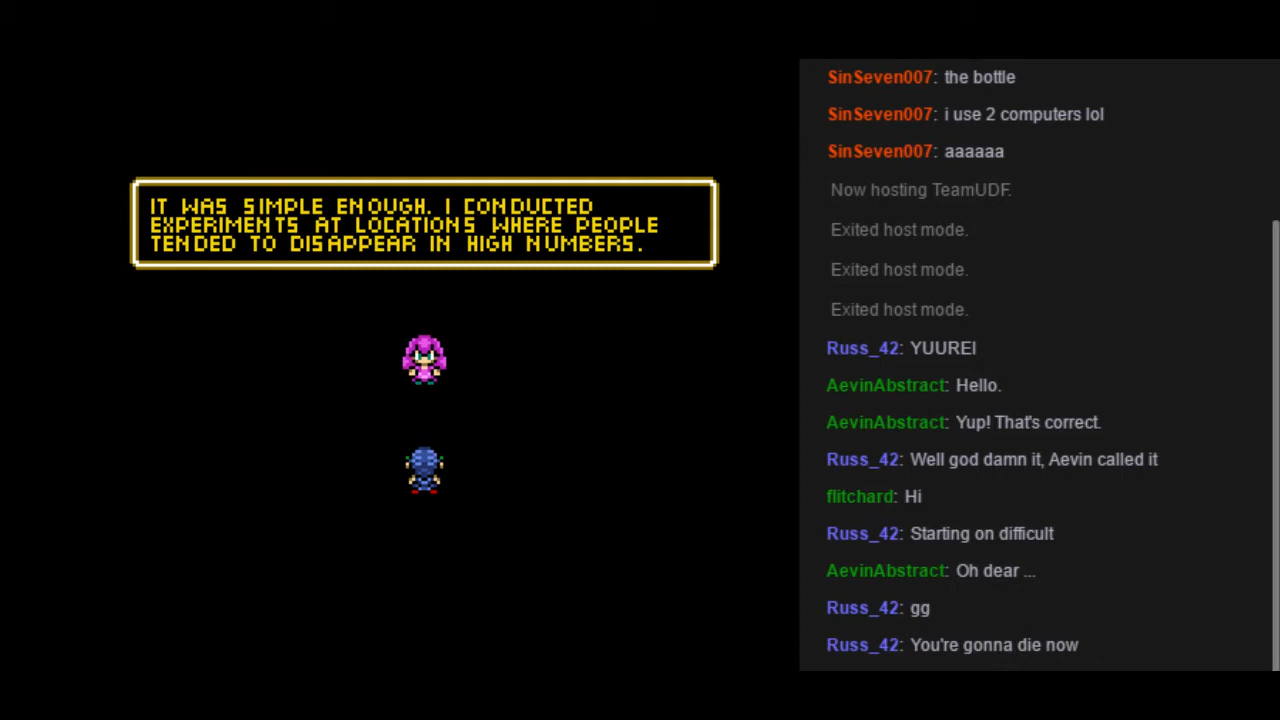 IT WAS SIMPLE ENOUGH. I CONDUCTED
EXPERIMENTS AT LOCATIONS WHERE PEOPLE
TENDED TO DISAPPEAR IN HIGH NUMBERS.
SinSeven007: the bottle
SinSeven007: i use 2 computers lol
SinSeven007: aaaaaa
Now hosting TeamUDF.
Exited host mode.
Exited host mode.
Exited host mode.
Russ_42: YUUREI
AevinAbstract: Hello.
AevinAbstract: Yup! That's correct.
Russ_42: Well god damn it, Aevin called it
flitchard: Hi
Russ_42: Starting on difficult
AevinAbstract: Oh dear ...
Russ_42: gg
Russ_42: You're gonna die now